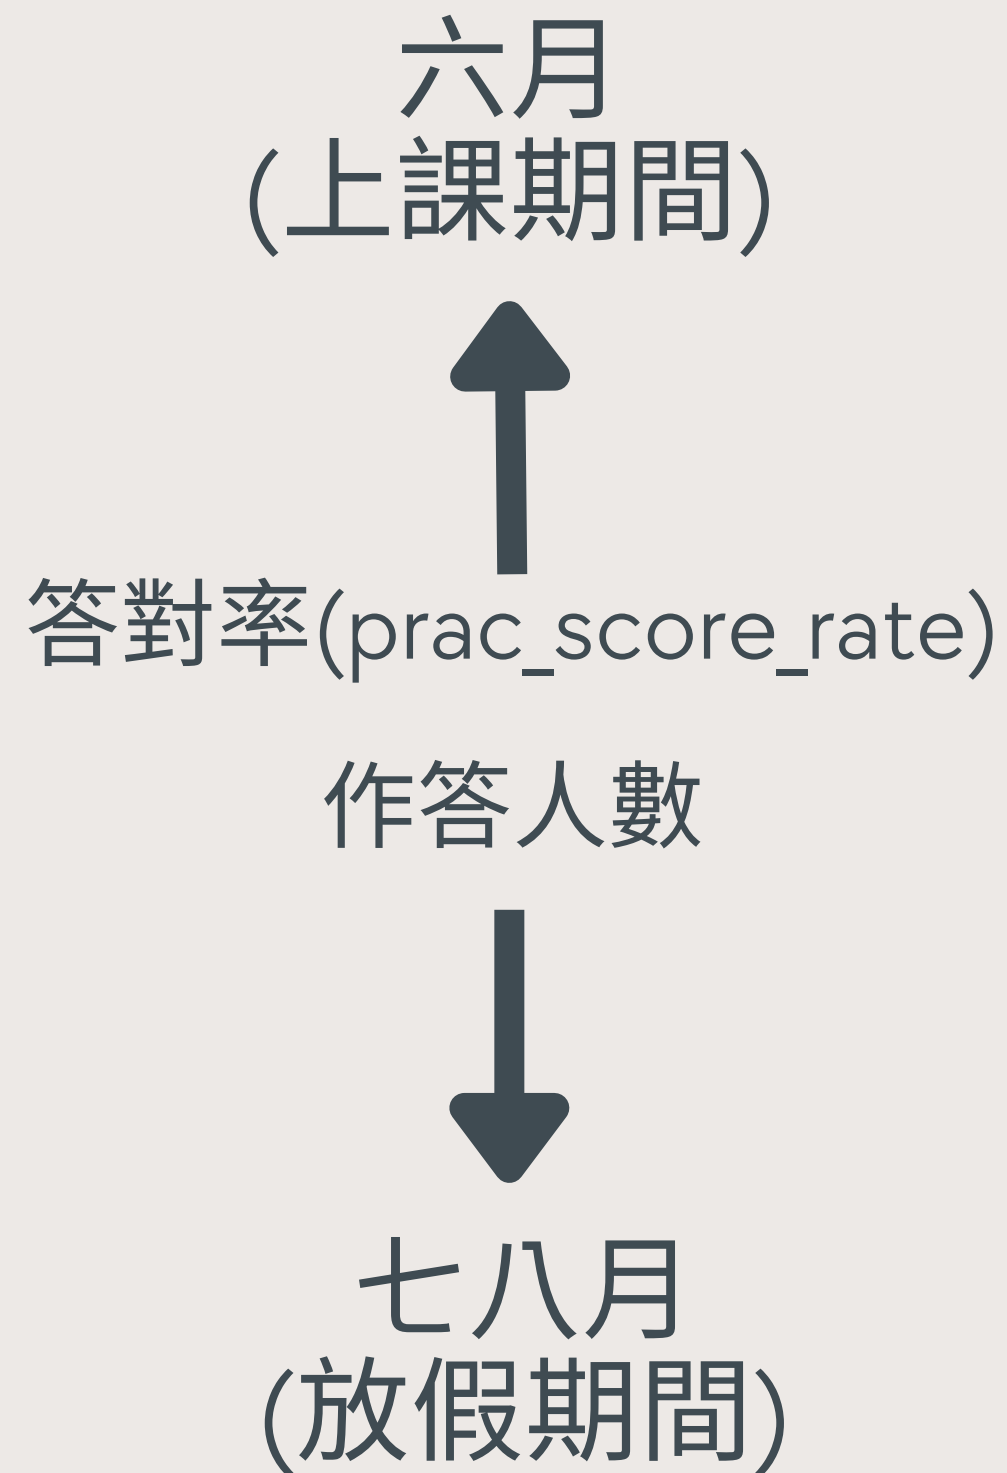 六月
(上課期間)
答對率(prac_score_rate)
作答人數
七八月
(放假期間)